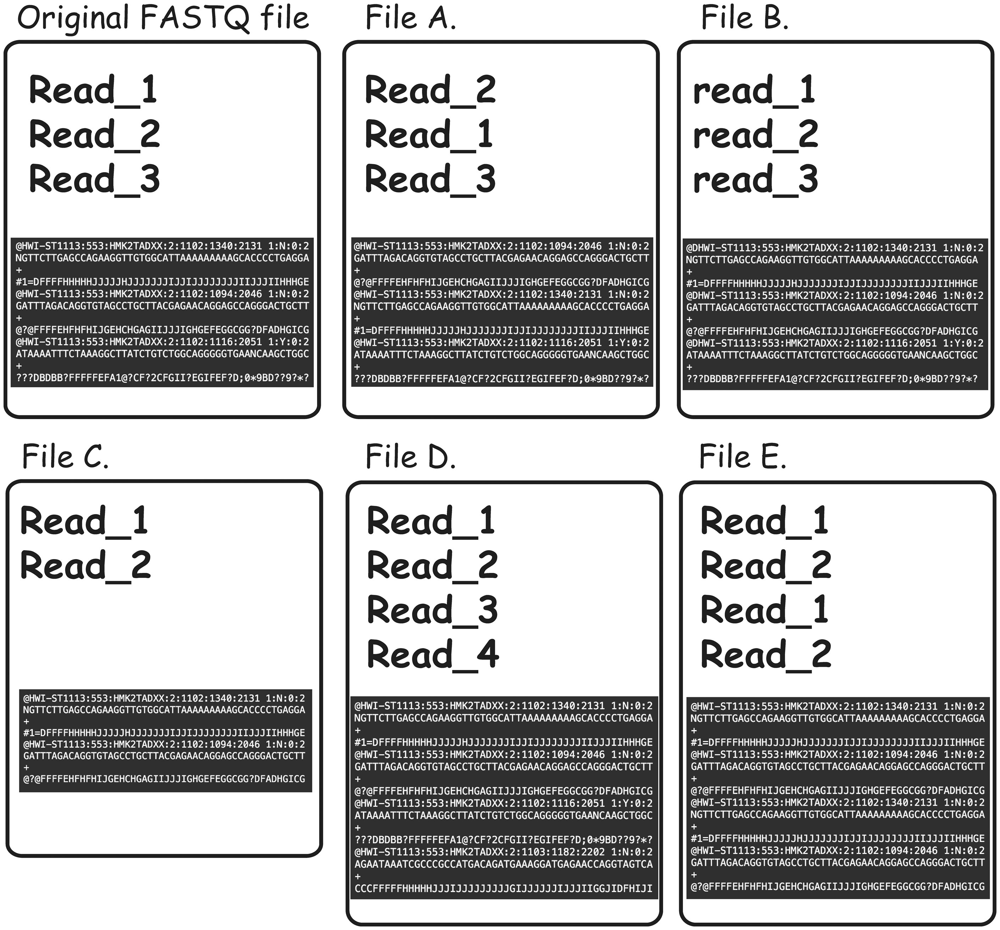 Original FASTQ file
Read_1
Read_2
Read_3
@HWI-ST1113:553:HMK2TADXX:2:1102:1340:2131 1:N:0:2
NGTTCTTGAGCCAGAAGGTTGTGGCATTAAAAAAAAAGCACCCCTGAGGA
+
#1=DFFFFHHHHHJJJJJHJJJJJJJIJJIJJJJJJJJIIJJJIIHHHGE
@HWI-ST1113:553:HMK2TADXX:2:1102:1094:2046 1:N:0:2
GATTTAGACAGGTGTAGCCTGCTTACGAGAACAGGAGCCAGGGACTGCTT
+
@?@FFFFEHFHFHIJGEHCHGAGIIJJJIGHGEFEGGCGG?DFADHGICG
@HWI-ST1113:553:HMK2TADXX:2:1102:1116:2051 1:Y:0:2
ATAAAATTTCTAAAGGCTTATCTGTCTGGCAGGGGGTGAANCAAGCTGGC
+
???DBDBB?FFFFFEFA1@?CF?2CFGII?EGIFEF?D;0*9BD??9?*?
File A.
Read_2
Read_1
Read_3
@HWI-ST1113:553:HMK2TADXX:2:1102:1094:2046 1:N:0:2
GATTTAGACAGGTGTAGCCTGCTTACGAGAACAGGAGCCAGGGACTGCTT
+
@?@FFFFEHFHFHIJGEHCHGAGIIJJJIGHGEFEGGCGG?DFADHGICG
@HWI-ST1113:553:HMK2TADXX:2:1102:1340:2131 1:N:0:2
NGTTCTTGAGCCAGAAGGTTGTGGCATTAAAAAAAAAGCACCCCTGAGGA
+
#1=DFFFFHHHHHJJJJJHJJJJJJJIJJIJJJJJJJJIIJJJIIHHHGE
@HWI-ST1113:553:HMK2TADXX:2:1102:1116:2051 1:Y:0:2
ATAAAATTTCTAAAGGCTTATCTGTCTGGCAGGGGGTGAANCAAGCTGGC
+
???DBDBB?FFFFFEFA1@?CF?2CFGII?EGIFEF?D;0*9BD??9?*?
File B.
read_1
read_2
read_3
@DHWI-ST1113:553:HMK2TADXX:2:1102:1340:2131 1:N:0:2
NGTTCTTGAGCCAGAAGGTTGTGGCATTAAAAAAAAAGCACCCCTGAGGA
+
#1=DFFFFHHHHHJJJJJHJJJJJJJIJJIJJJJJJJJIIJJJIIHHHGE
@DHWI-ST1113:553:HMK2TADXX:2:1102:1094:2046 1:N:0:2
GATTTAGACAGGTGTAGCCTGCTTACGAGAACAGGAGCCAGGGACTGCTT
+
@?@FFFFEHFHFHIJGEHCHGAGIIJJJIGHGEFEGGCGG?DFADHGICG
@DHWI-ST1113:553:HMK2TADXX:2:1102:1116:2051 1:Y:0:2
ATAAAATTTCTAAAGGCTTATCTGTCTGGCAGGGGGTGAANCAAGCTGGC
+
???DBDBB?FFFFFEFA1@?CF?2CFGII?EGIFEF?D;0*9BD??9?*?
File C.
Read_1
Read_2
@HWI-ST1113:553:HMK2TADXX:2:1102:1340:2131 1:N:0:2
NGTTCTTGAGCCAGAAGGTTGTGGCATTAAAAAAAAAGCACCCCTGAGGA
+
#1=DFFFFHHHHHJJJJJHJJJJJJJIJJIJJJJJJJJIIJJJIIHHHGE
@HWI-ST1113:553:HMK2TADXX:2:1102:1094:2046 1:N:0:2
GATTTAGACAGGTGTAGCCTGCTTACGAGAACAGGAGCCAGGGACTGCTT
+
@?@FFFFEHFHFHIJGEHCHGAGIIJJJIGHGEFEGGCGG?DFADHGICG
File D.
Read_1
Read_2
Read_3
Read_4
@HWI-ST1113:553:HMK2TADXX:2:1102:1340:2131 1:N:0:2
NGTTCTTGAGCCAGAAGGTTGTGGCATTAAAAAAAAAGCACCCCTGAGGA
+
#1=DFFFFHHHHHJJJJJHJJJJJJJIJJIJJJJJJJJIIJJJIIHHHGE
@HWI-ST1113:553:HMK2TADXX:2:1102:1094:2046 1:N:0:2
GATTTAGACAGGTGTAGCCTGCTTACGAGAACAGGAGCCAGGGACTGCTT
+
@?@FFFFEHFHFHIJGEHCHGAGIIJJJIGHGEFEGGCGG?DFADHGICG
@HWI-ST1113:553:HMK2TADXX:2:1102:1116:2051 1:Y:0:2
ATAAAATTTCTAAAGGCTTATCTGTCTGGCAGGGGGTGAANCAAGCTGGC
+
???DBDBB?FFFFFEFA1@?CF?2CFGII?EGIFEF?D;0*9BD??9?*?
@HWI-ST1113:553:HMK2TADXX:2:1103:1182:2202 1:N:0:2
AGAATAAATCGCCCGCCATGACAGATGAAAGGATGAGAACCAGGTAGTCA
+
CCCFFFFFHHHHHJJJIJJJJJJJJJGIJJJJJJIJJJIIGGJIDFHIJI
File E.
Read_1
Read_2
Read_1
Read_2
@HWI-ST1113:553:HMK2TADXX:2:1102:1340:2131 1:N:0:2
NGTTCTTGAGCCAGAAGGTTGTGGCATTAAAAAAAAAGCACCCCTGAGGA
+
#1=DFFFFHHHHHJJJJJHJJJJJJJIJJIJJJJJJJJIIJJJIIHHHGE
@HWI-ST1113:553:HMK2TADXX:2:1102:1094:2046 1:N:0:2
GATTTAGACAGGTGTAGCCTGCTTACGAGAACAGGAGCCAGGGACTGCTT
+
@?@FFFFEHFHFHIJGEHCHGAGIIJJJIGHGEFEGGCGG?DFADHGICG
@HWI-ST1113:553:HMK2TADXX:2:1102:1340:2131 1:N:0:2
NGTTCTTGAGCCAGAAGGTTGTGGCATTAAAAAAAAAGCACCCCTGAGGA
+
#1=DFFFFHHHHHJJJJJHJJJJJJJIJJIJJJJJJJJIIJJJIIHHHGE
@HWI-ST1113:553:HMK2TADXX:2:1102:1094:2046 1:N:0:2
GATTTAGACAGGTGTAGCCTGCTTACGAGAACAGGAGCCAGGGACTGCTT
+
@?@FFFFEHFHFHIJGEHCHGAGIIJJJIGHGEFEGGCGG?DFADHGICG